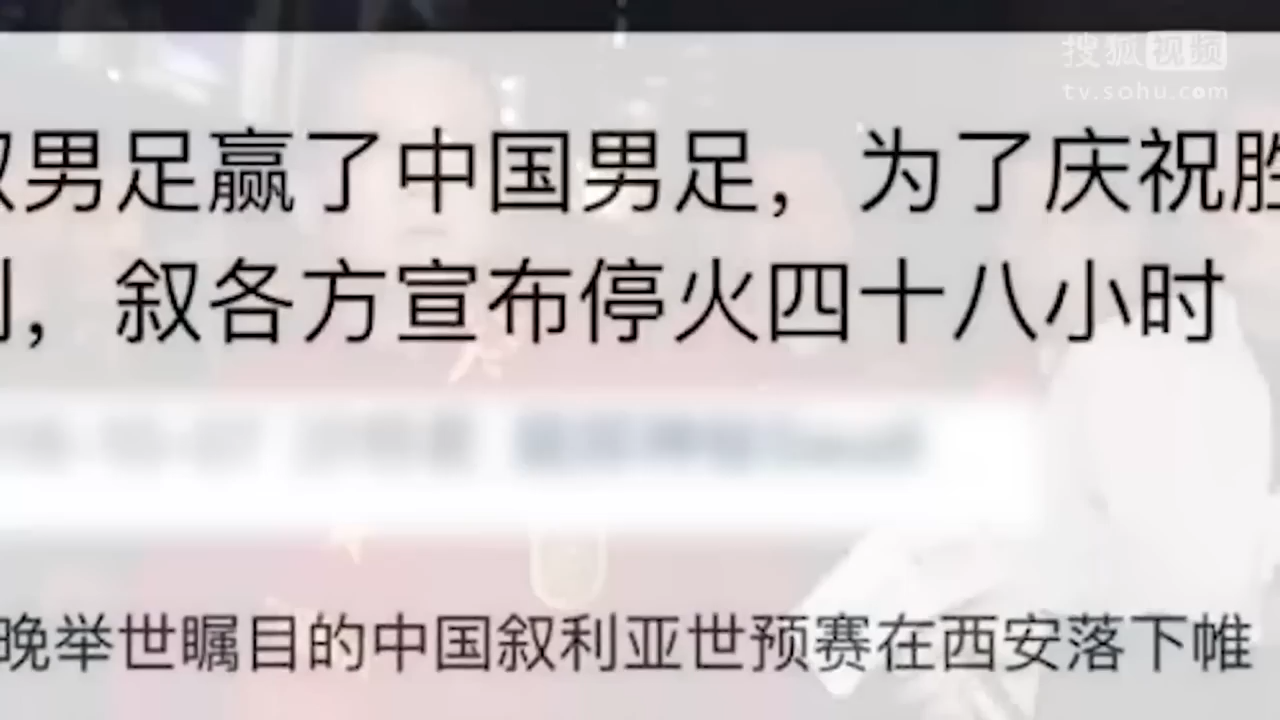 搜狐视频
tv.sohu.com
叙男足赢了中国男足，为了庆祝胜
利，叙各方宣布停火四十八小时
晚举世瞩目的中国叙利亚世预赛在西安落下帷